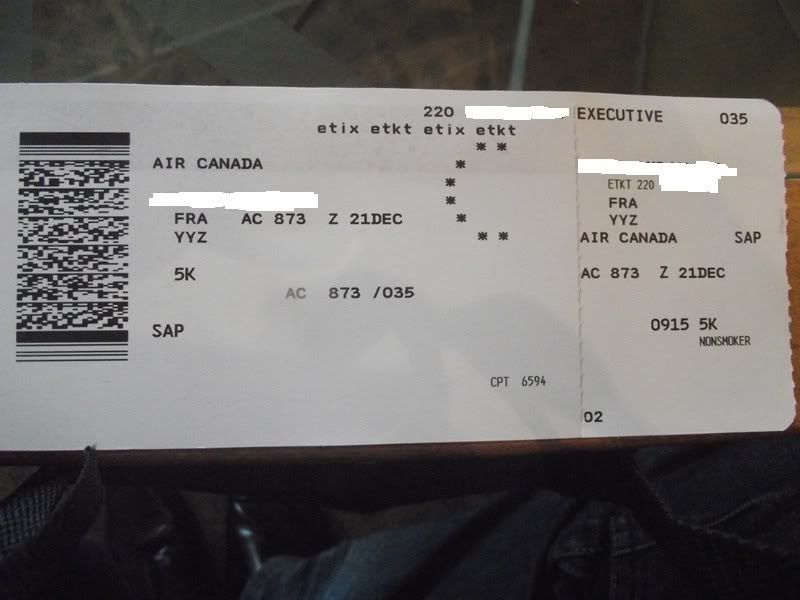 220
etix etkt etix etkt
* *
AIR CANADA *
*
*
FRA AC 873 Z 21DEC *
YYZ * *
5K
AC 873 /035
SAP
CPT 6594
EXECUTIVE 035
ETKT 220
FRA
YYZ
AIR CANADA SAP
AC 873 Z 21DEC
0915 5K
NONSMOKER
02